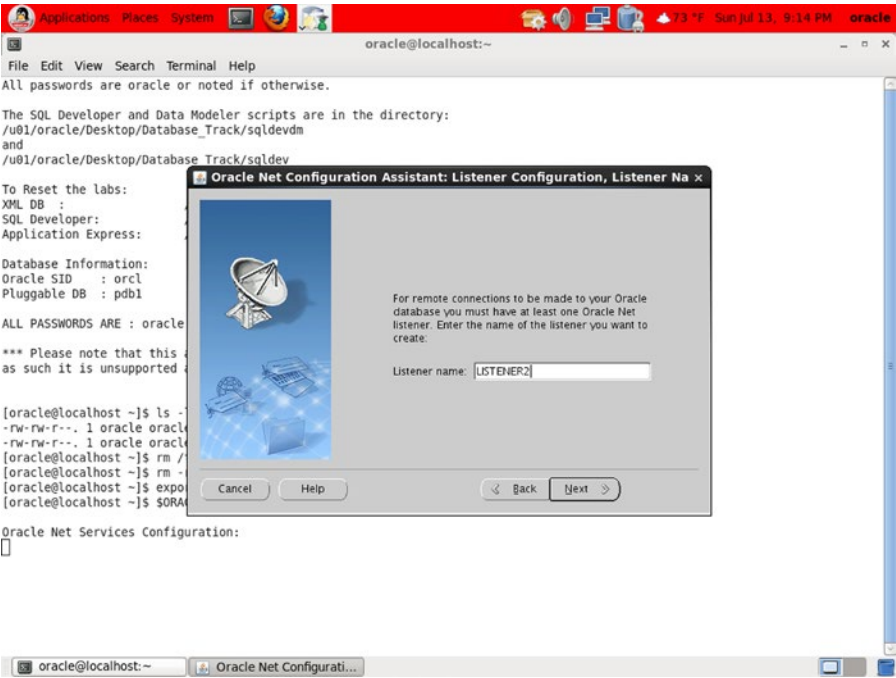 Applications Places System
73 °F Sun Jul 13, 9:14 PM oracle
oracle@localhost:~
File Edit View Search Terminal Help
All passwords are oracle or noted if otherwise.
The SQL Developer and Data Modeler scripts are in the directory:
/u01/oracle/Desktop/Database_Track/sqldevdm
and
/u01/oracle/Desktop/Database_Track/sqldev
To Reset the labs:
XML DB :
SQL Developer:
Application Express:
Database Information:
Oracle SID : orcl
Pluggable DB : pdb1
ALL PASSWORDS ARE : oracle
*** Please note that this
as such it is unsupported
[oracle@localhost ~]$ ls -
-rw-rw-r--. 1 oracle oracle
-rw-rw-r--. 1 oracle oracle
[oracle@localhost ~]$ rm /
[oracle@localhost ~]$ rm -
[oracle@localhost ~]$ expo
[oracle@localhost ~]$ $ORA
Oracle Net Services Configuration:
Oracle Net Configuration Assistant: Listener Configuration, Listener Na
For remote connections to be made to your Oracle
database you must have at least one Oracle Net
listener. Enter the name of the listener you want to
create:
Listener name: LISTENER2
Cancel Help Back Next
oracle@localhost:~ Oracle Net Configurati...